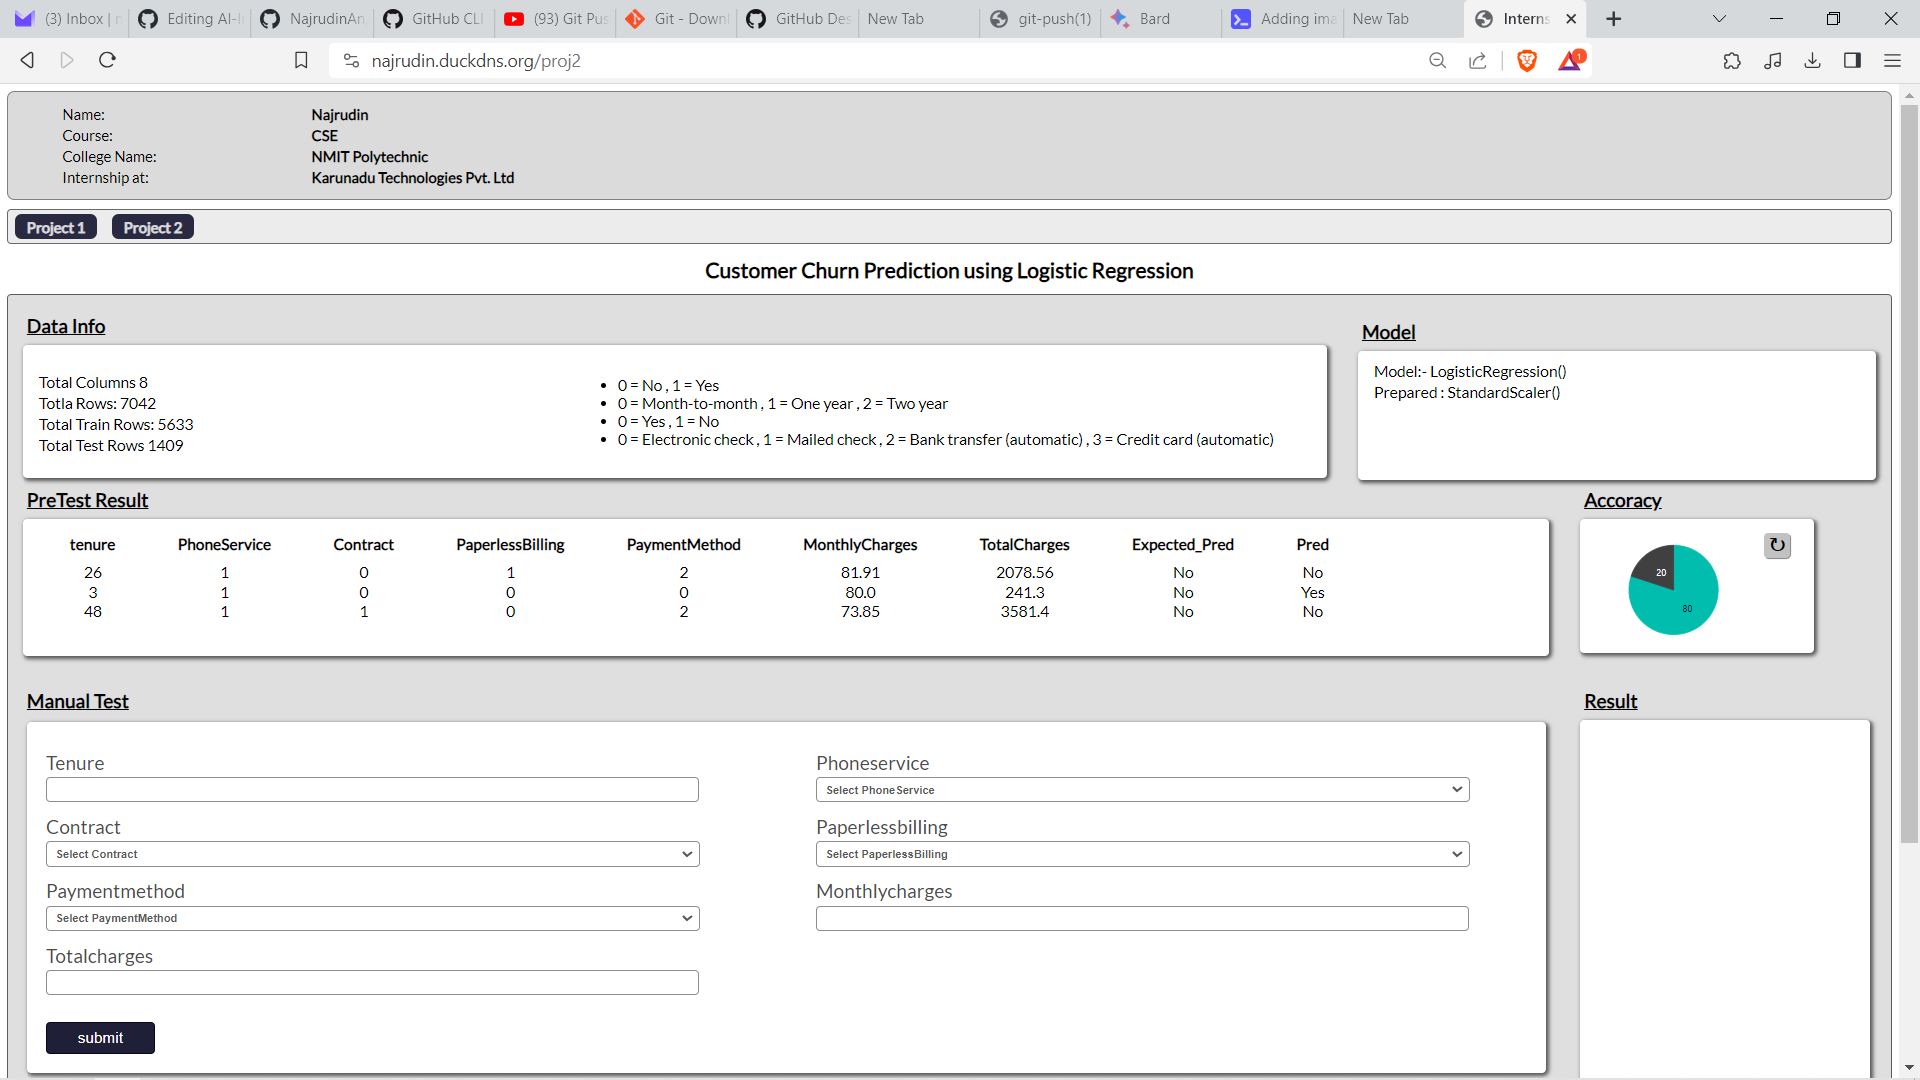 (3) Inbox | n
Editing AI-I
NajrudinAn
GitHub CLI
(93) Git Pus
Git - Downl
GitHub Des
New Tab
git-push(1)
Bard
Adding ima
New Tab
Interns
najrudin.duckdns.org/proj2
1
Name: Najrudin
Course: CSE
College Name: NMIT Polytechnic
Internship at: Karunadu Technologies Pvt. Ltd
Project 1 Project 2
Customer Churn Prediction using Logistic Regression
Data Info
Total Columns 8
Totla Rows: 7042
Total Train Rows: 5633
Total Test Rows 1409
• 0 = No , 1 = Yes
• 0 = Month-to-month , 1 = One year , 2 = Two year
• 0 = Yes , 1 = No
• 0 = Electronic check , 1 = Mailed check , 2 = Bank transfer (automatic) , 3 = Credit card (automatic)
Model
Model:- LogisticRegression()
Prepared : StandardScaler()
PreTest Result
tenure PhoneService Contract PaperlessBilling PaymentMethod MonthlyCharges TotalCharges Expected_Pred Pred
26 1 0 1 2 81.91 2078.56 No No
3 1 0 0 0 80.0 241.3 No Yes
48 1 1 0 2 73.85 3581.4 No No
Accoracy
20
80
Manual Test
Tenure
Phoneservice
Select PhoneService
Contract
Select Contract
Paperlessbilling
Select PaperlessBilling
Paymentmethod
Select PaymentMethod
Monthlycharges
Totalcharges
submit
Result